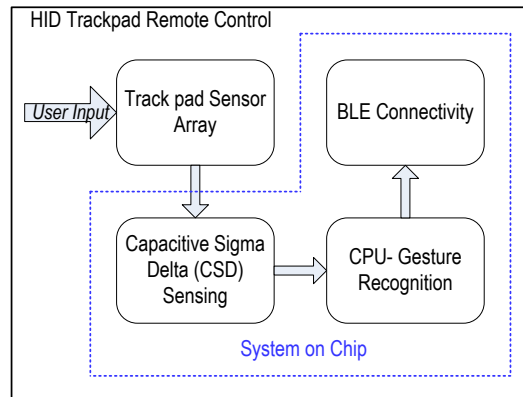 HID Trackpad Remote Control
User Input
Track pad Sensor
Array
BLE Connectivity
Capacitive Sigma
Delta (CSD)
Sensing
CPU- Gesture
Recognition
System on Chip